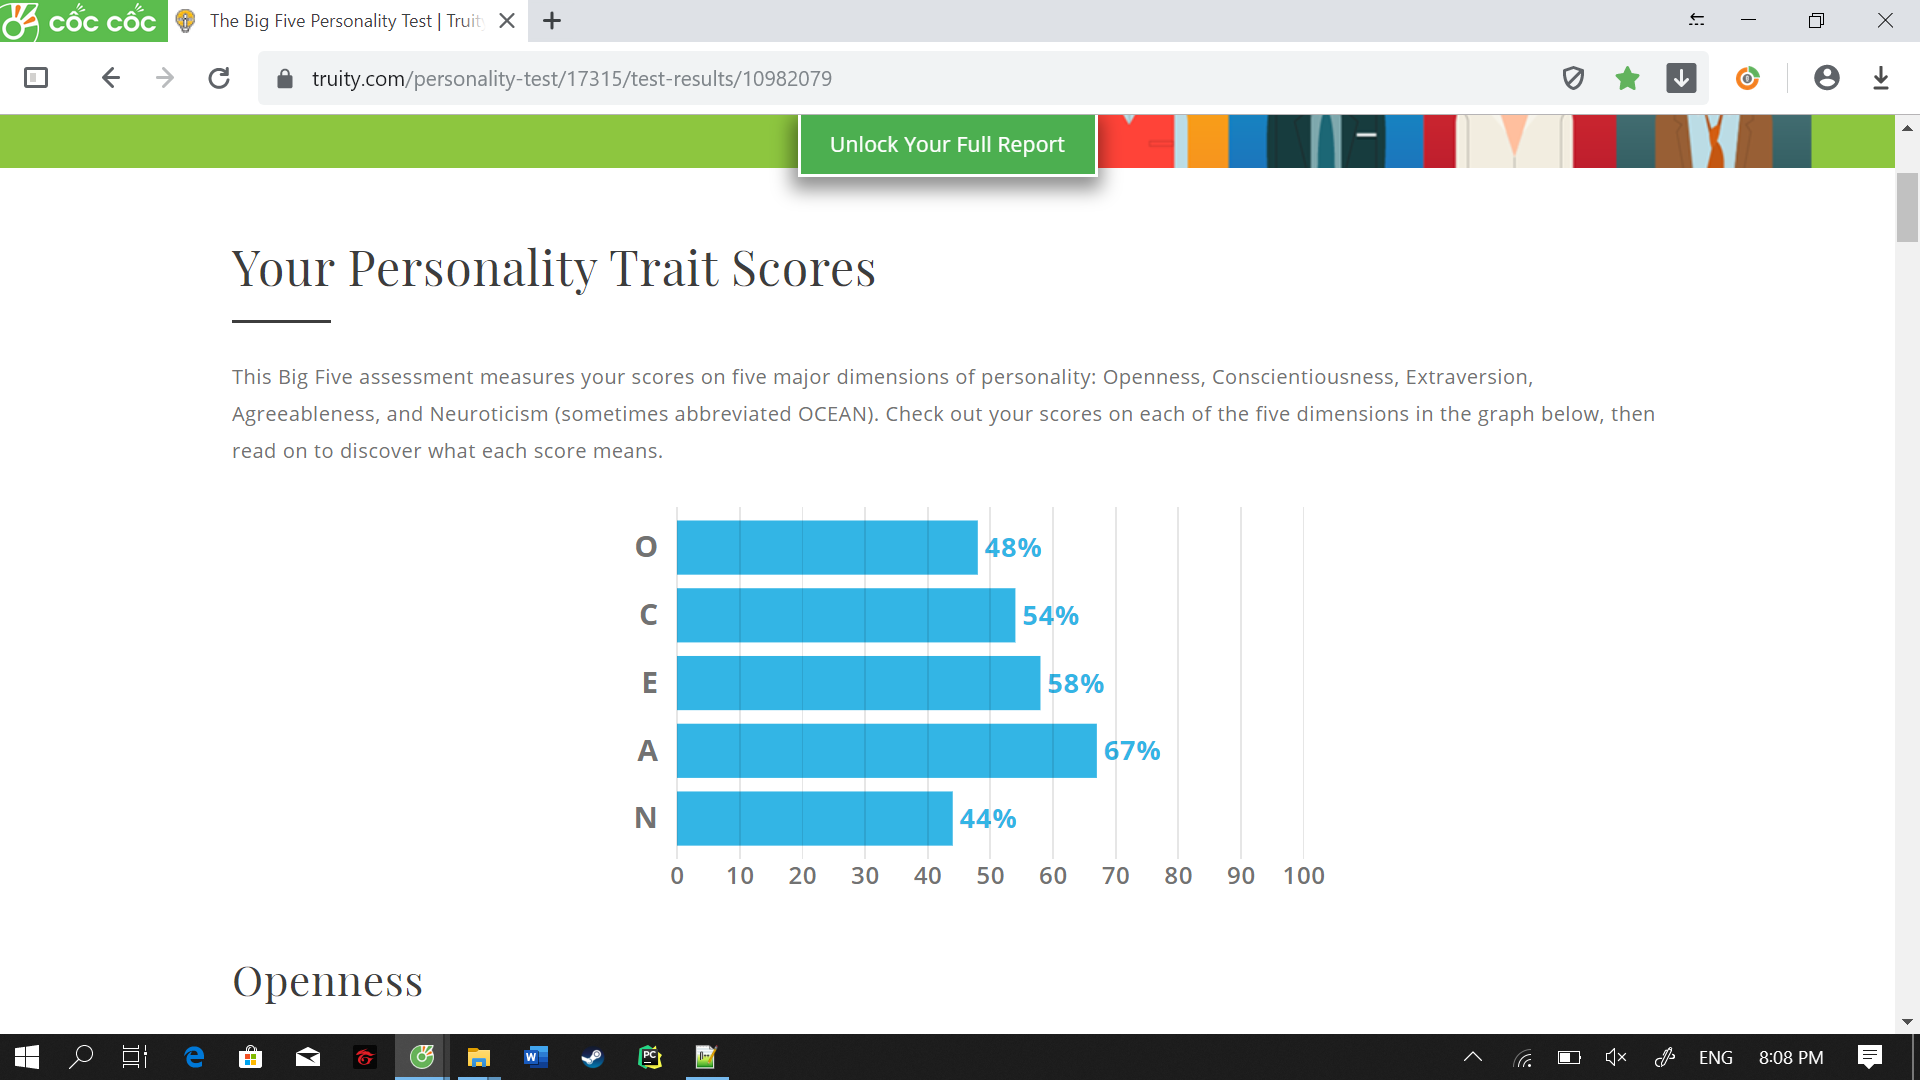 cốc cốc
The Big Five Personality Test | Truit
truity.com/personality-test/17315/test-results/10982079
Unlock Your Full Report
Your Personality Trait Scores
This Big Five assessment measures your scores on five major dimensions of personality: Openness, Conscientiousness, Extraversion,
Agreeableness, and Neuroticism (sometimes abbreviated OCEAN). Check out your scores on each of the five dimensions in the graph below, then
read on to discover what each score means.
O 48%
C 54%
E 58%
A 67%
N 44%
0 10 20 30 40 50 60 70 80 90 100
Openness
ENG 8:08 PM